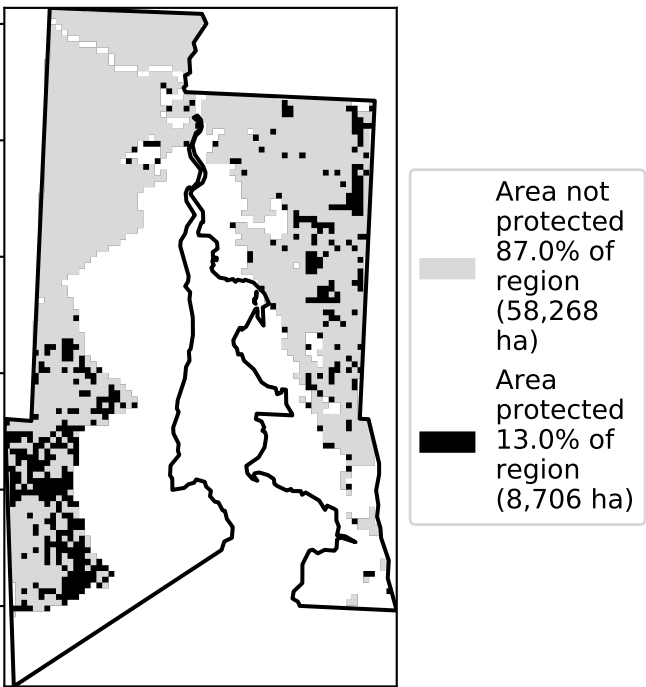 Area not
protected
87.0% of
region
(58,268
ha)
Area
protected
13.0% of
region
(8,706 ha)